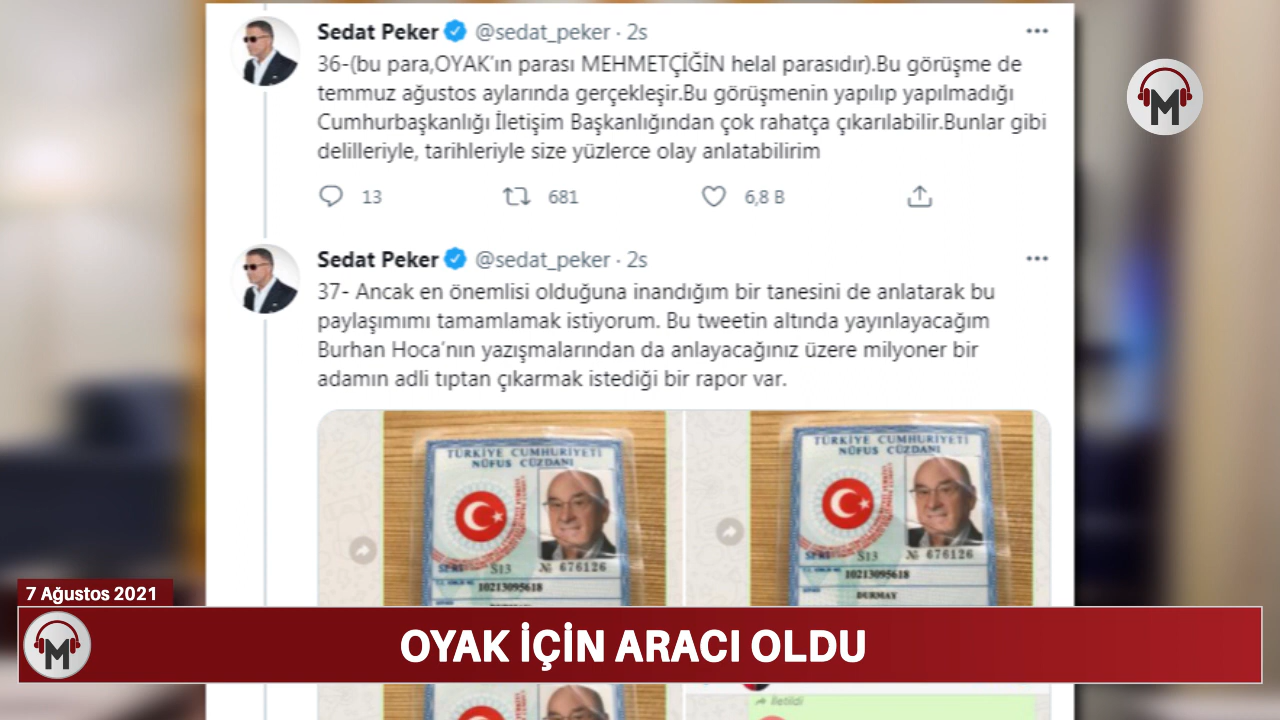 Sedat Peker @sedat_peker · 2s
36-(bu para,OYAK'ın parası MEHMETÇİĞİN helal parasıdır).Bu görüşme de
temmuz ağustos aylarında gerçekleşir.Bu görüşmenin yapılıp yapılmadığı
Cumhurbaşkanlığı İletişim Başkanlığından çok rahatça çıkarılabilir.Bunlar gibi
delilleriyle, tarihleriyle size yüzlerce olay anlatabilirim
13 681 6,8 B
M
Sedat Peker @sedat_peker · 2s
37- Ancak en önemlisi olduğuna inandığım bir tanesini de anlatarak bu
paylaşımımı tamamlamak istiyorum. Bu tweetin altında yayınlayacağım
Burhan Hoca'nın yazışmalarından da anlayacağınız üzere milyoner bir
adamın adli tıptan çıkarmak istediği bir rapor var.
TÜRKİYE CUMHURİYETİ
NÜFUS CÜZDANI
SERİ S13 № 676126
10213095618
TÜRKİYE CUMHURİYETİ
NÜFUS CÜZDANI
SERİ S13 № 676126
10213095618
DURMAY
7 Ağustos 2021
M
OYAK İÇİN ARACI OLDU
İletildi